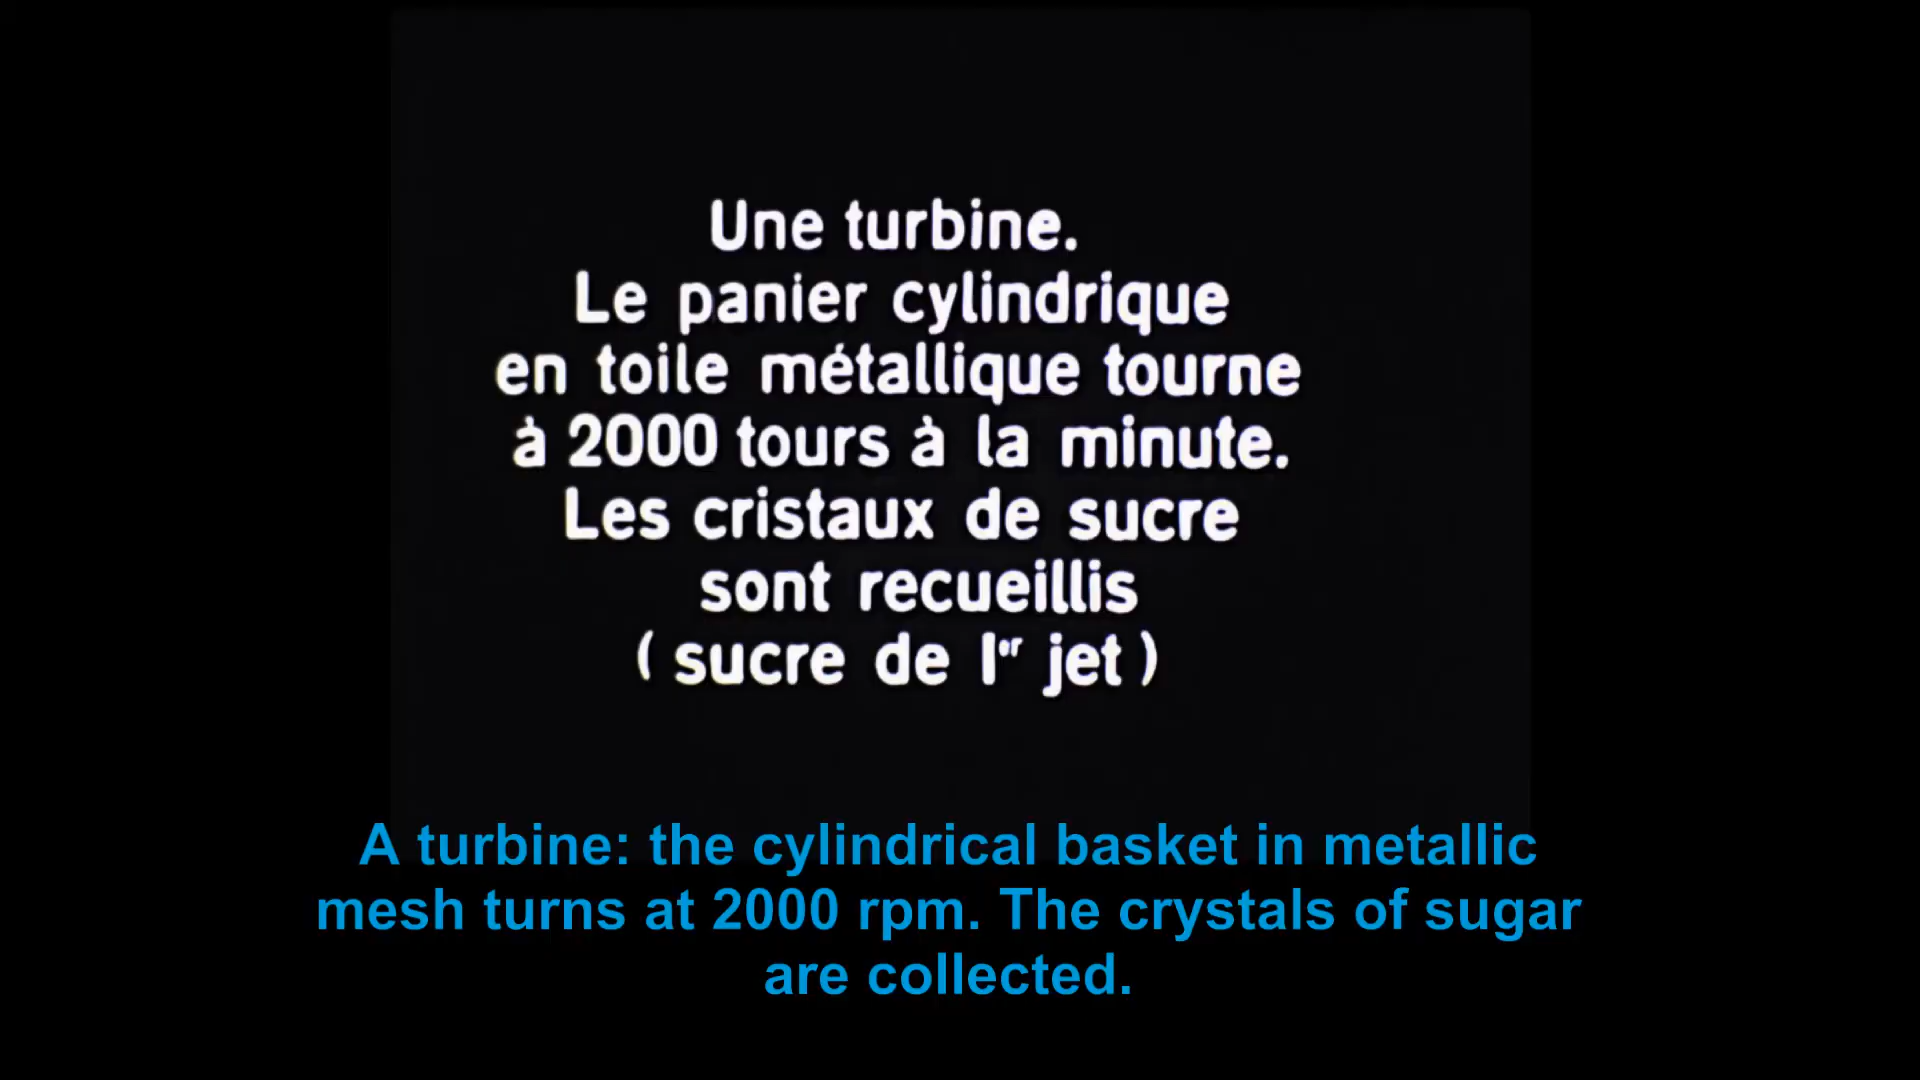 Une turbine.
Le panier cylindrique
en toile métallique tourne
à 2000 tours à la minute.
Les cristaux de sucre
sont recueillis
( sucre de 1er jet )
A turbine: the cylindrical basket in metallic
mesh turns at 2000 rpm. The crystals of sugar
are collected.